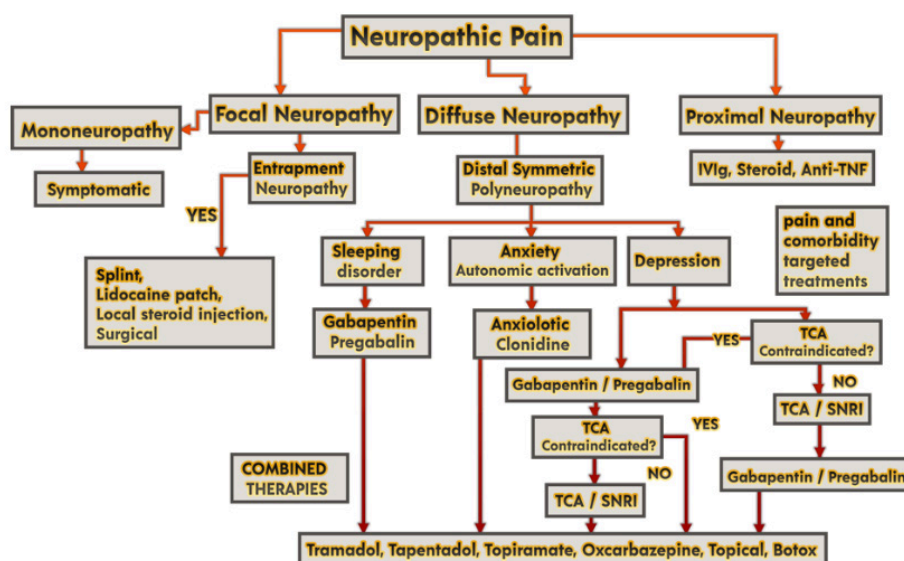 Neuropathic Pain
Focal Neuropathy
Diffuse Neuropathy
Proximal Neuropathy
Mononeuropathy
Symptomatic
Entrapment
Neuropathy
Distal Symmetric
Polyneuropathy
IVIg, Steroid, Anti-TNF
YES
Splint,
Lidocaine patch,
Local steroid injection,
Surgical
Sleeping
disorder
Anxiety
Autonomic activation
Depression
pain and
comorbidity
targeted
treatments
Gabapentin
Pregabalin
Anxiolotic
Clonidine
YES
TCA
Contraindicated?
Gabapentin / Pregabalin
NO
TCA / SNRI
TCA
Contraindicated?
YES
NO
TCA / SNRI
Gabapentin / Pregabalin
COMBINED
THERAPIES
Tramadol, Tapentadol, Topiramate, Oxcarbazepine, Topical, Botox